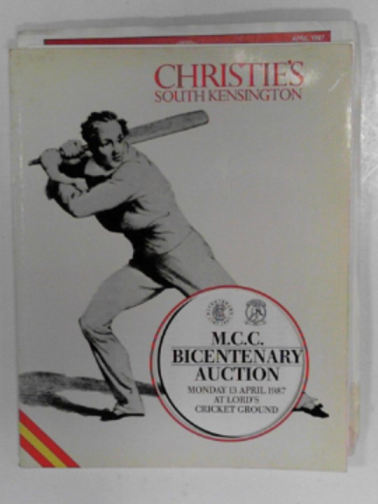 APRIL 1987
CHRISTIE'S
SOUTH KENSINGTON
M.C.C.
BICENTENARY
AUCTION
MONDAY 13 APRIL 1987
AT LORD'S
CRICKET GROUND